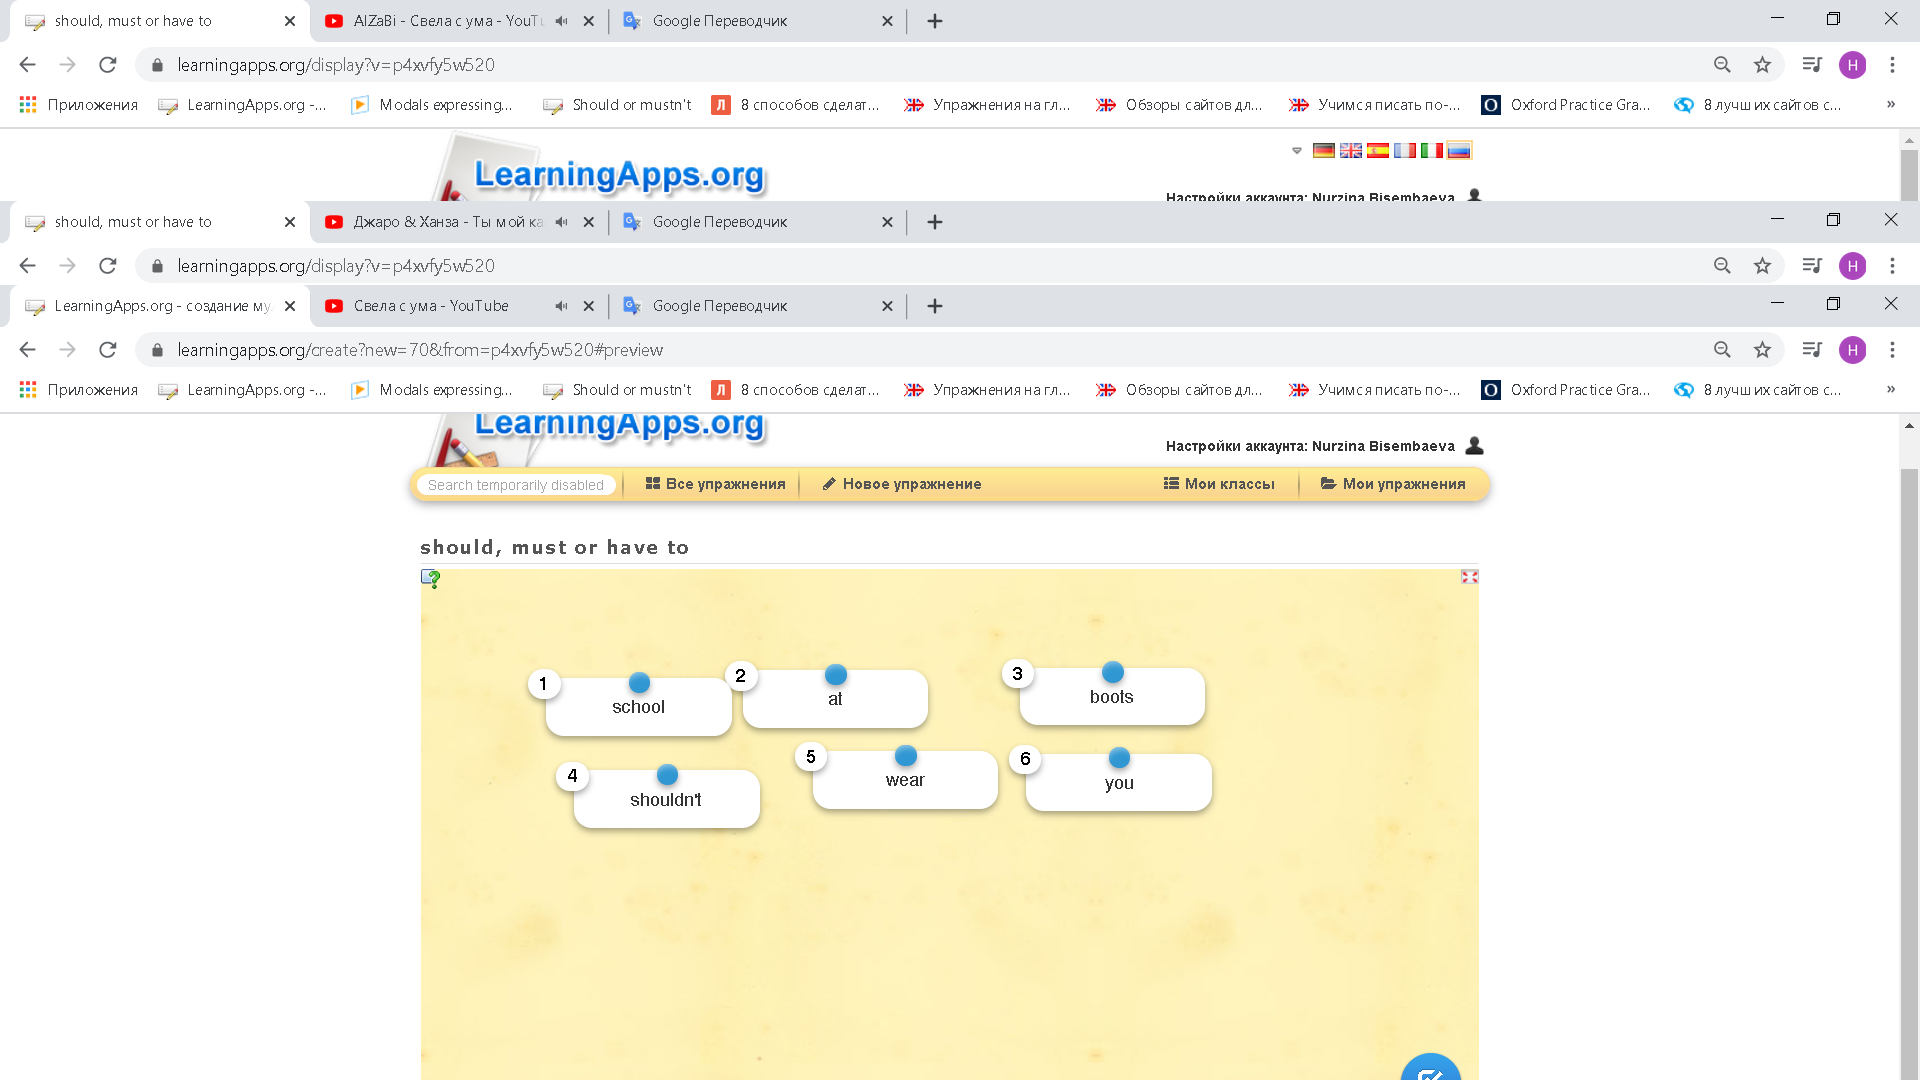 should, must or have to
AlZaBi - Свела с ума - YouTu
Google Переводчик
learningapps.org/display?v=p4xvfy5w520
H
Приложения
LearningApps.org -...
Modals expressing...
Should or mustn't
8 способов сделат...
Упражнения на гл...
Обзоры сайтов дл...
Учимся писать по-...
Oxford Practice Gra...
8 лучших сайтов с...
»
LearningApps.org
Настройки аккаунта: Nurzina Bisembaeva
should, must or have to
Джаро & Ханза - Ты мой ка
Google Переводчик
learningapps.org/display?v=p4xvfy5w520
H
LearningApps.org - создание му
Свела с ума - YouTube
Google Переводчик
learningapps.org/create?new=70&from=p4xvfy5w520#preview
H
Приложения
LearningApps.org -...
Modals expressing...
Should or mustn't
8 способов сделат...
Упражнения на гл...
Обзоры сайтов дл...
Учимся писать по-...
Oxford Practice Gra...
8 лучших сайтов с...
»
LearningApps.org
Настройки аккаунта: Nurzina Bisembaeva
Search temporarily disabled
Все упражнения
Новое упражнение
Мои классы
Мои упражнения
should, must or have to
1
school
2
at
3
boots
4
shouldn't
5
wear
6
you